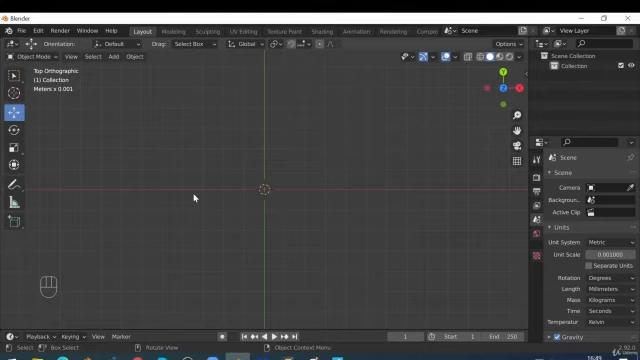 Blender
File Edit Render Window Help Layout Modeling Sculpting UV Editing Texture Paint Shading Animation Rendering Scene View Layer
Orientation: Default Drag: Select Box Global Options
Object Mode View Select Add Object
Top Orthographic
(1) Collection
Meters x 0.001
Y
Z
X
Scene Collection
Collection
Scene
Scene
Camera
Backgroun..
Active Clip
Units
Unit System Metric
Unit Scale 0.001000
Separate Units
Rotation Degrees
Length Millimeters
Mass Kilograms
Time Seconds
Temperatur Kelvin
Gravity
Playback Keying View Marker 1 Start 1 End 250
Select Box Select Rotate View Object Context Menu 2.92.0
16:49